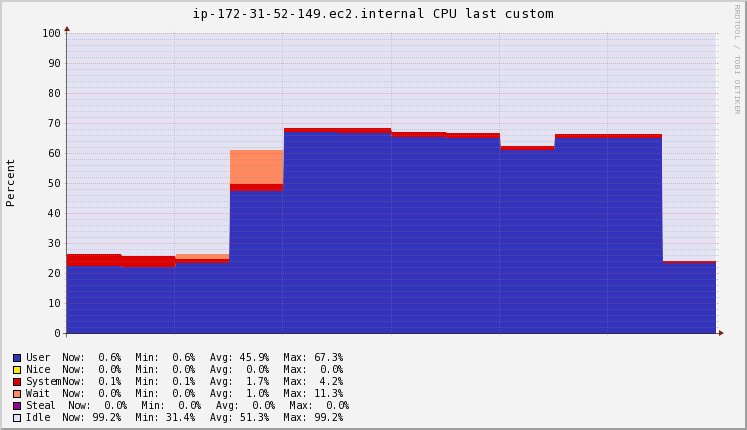 ip-172-31-52-149.ec2.internal CPU last custom
RRDTOOL / TOBI OETIKER
Percent
100
90
80
70
60
50
40
30
20
10
0
User Now: 0.6% Min: 0.6% Avg: 45.9% Max: 67.3%
Nice Now: 0.0% Min: 0.0% Avg: 0.0% Max: 0.0%
System Now: 0.1% Min: 0.1% Avg: 1.7% Max: 4.2%
Wait Now: 0.0% Min: 0.0% Avg: 1.0% Max: 11.3%
Steal Now: 0.0% Min: 0.0% Avg: 0.0% Max: 0.0%
Idle Now: 99.2% Min: 31.4% Avg: 51.3% Max: 99.2%